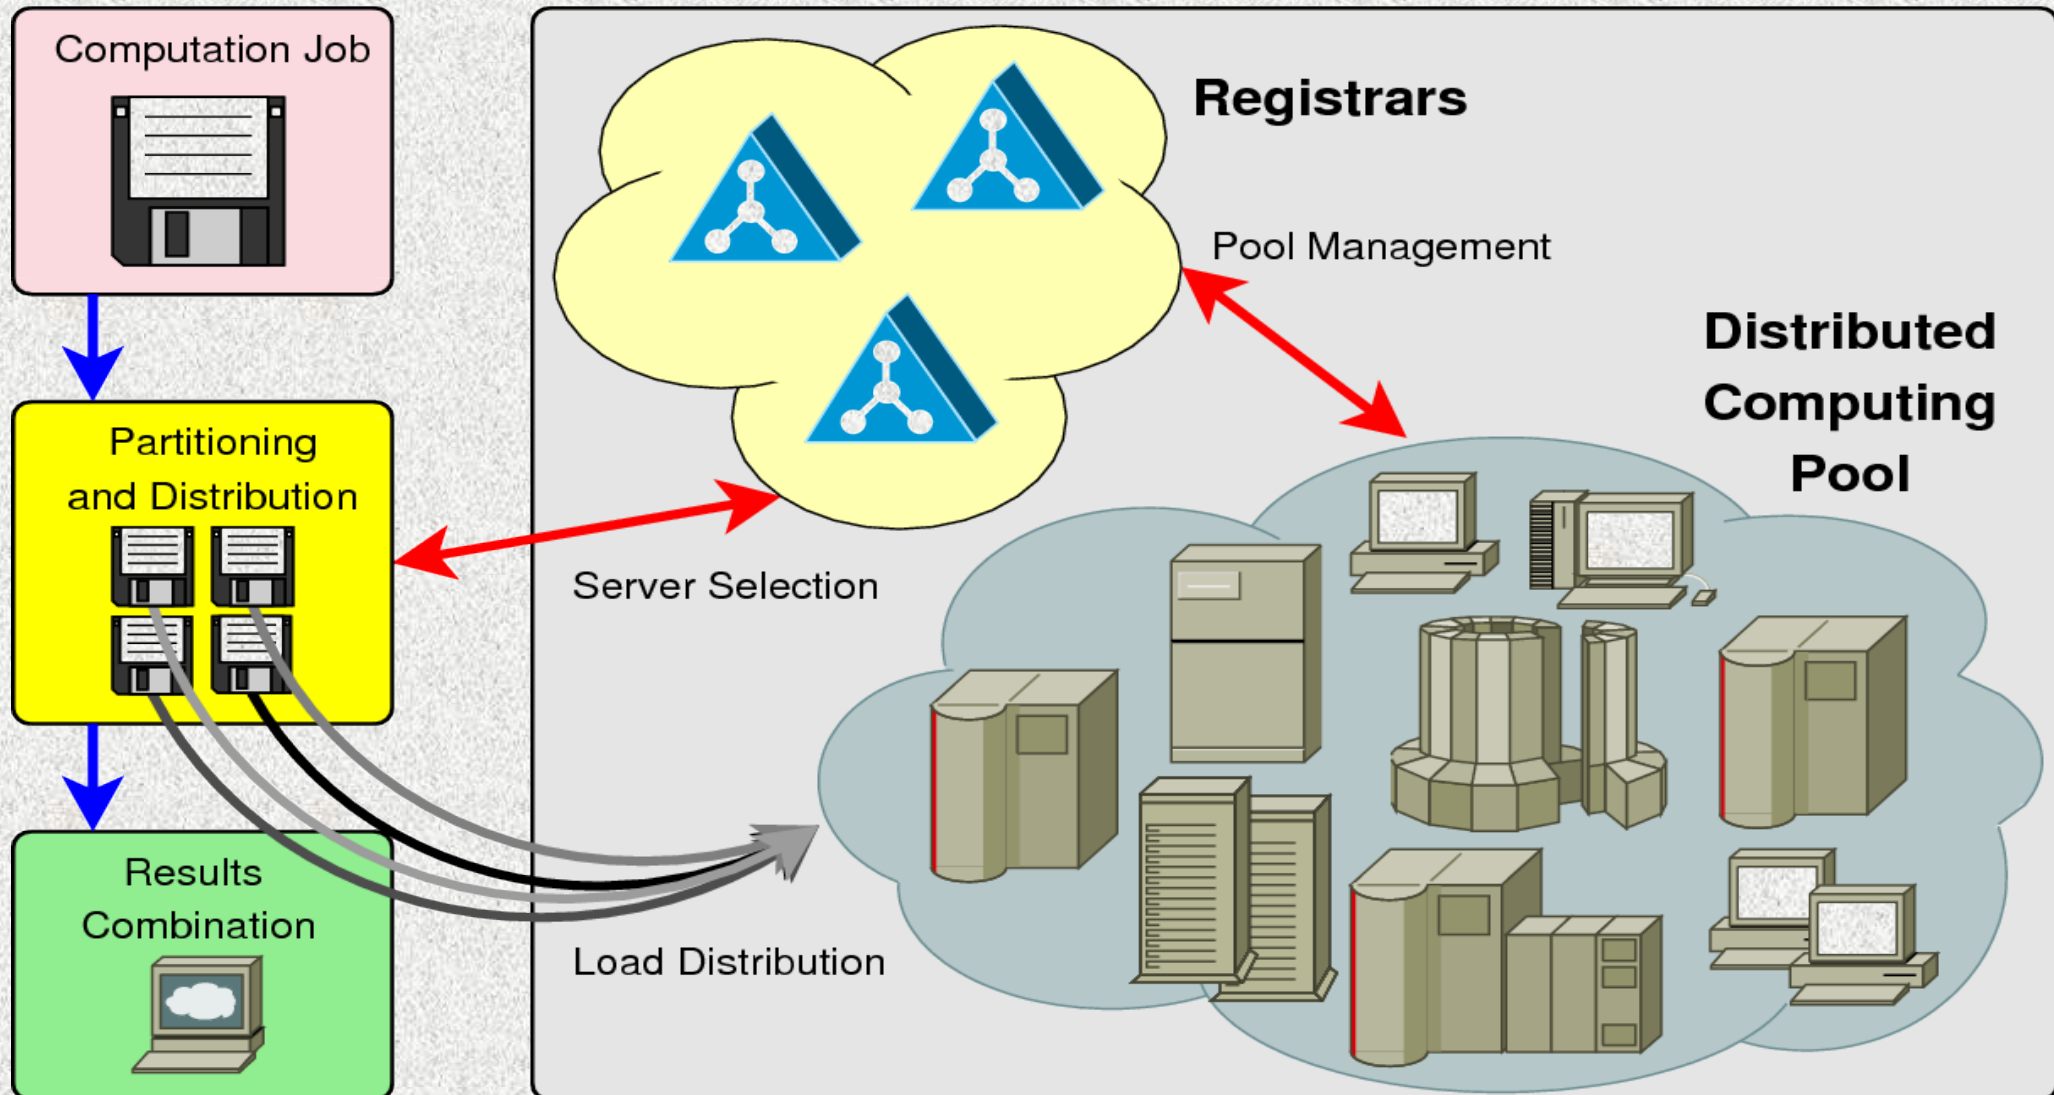 Computation Job
Partitioning
and Distribution
Results
Combination
Registrars
Pool Management
Distributed
Computing
Pool
Server Selection
Load Distribution